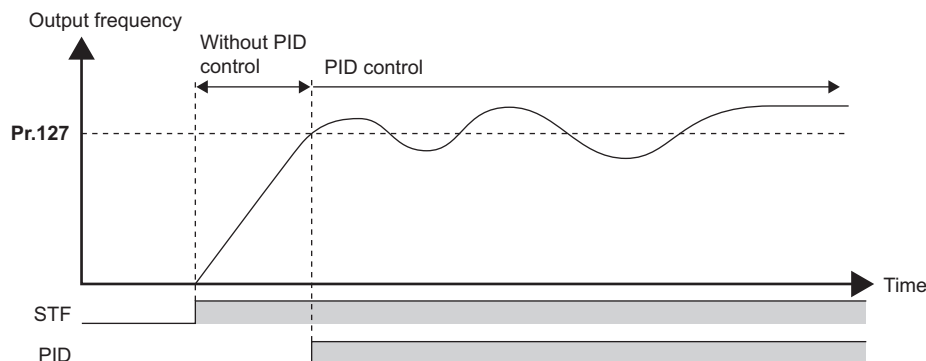 Output frequency
Without PID
control
PID control
Pr.127
Time
STF
PID